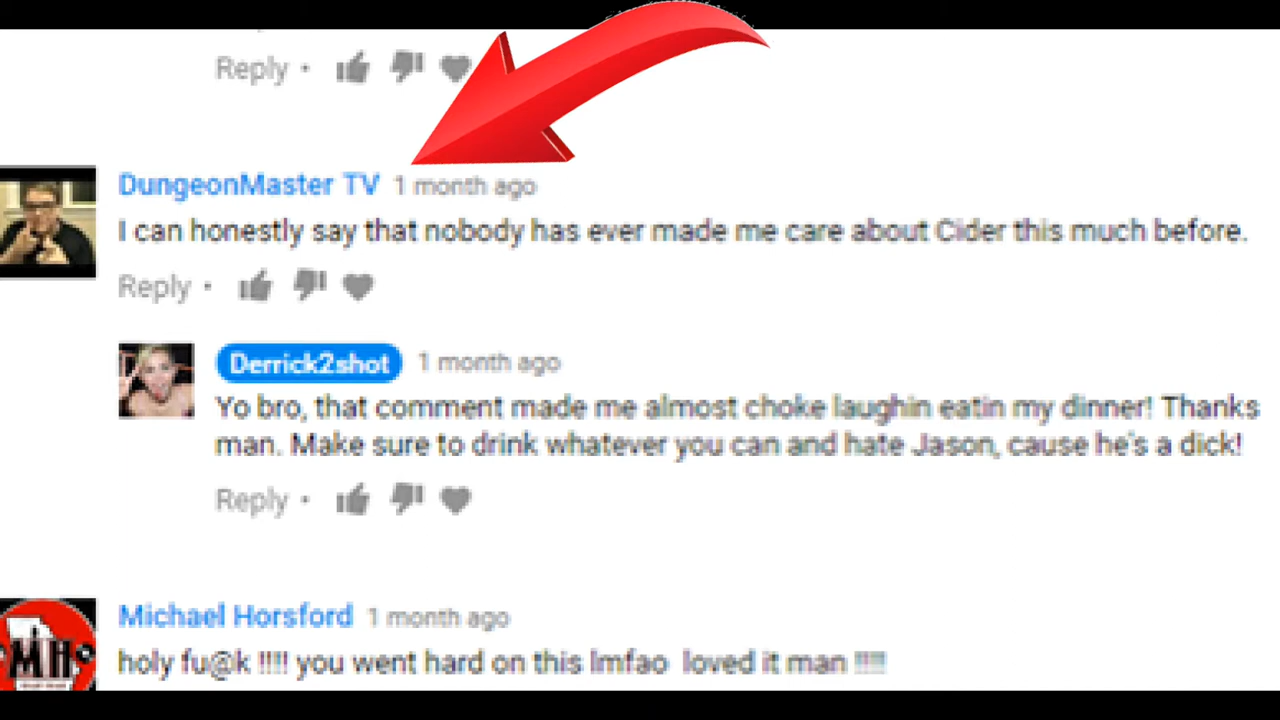 Reply •
DungeonMaster TV 1 month ago
I can honestly say that nobody has ever made me care about Cider this much before.
Reply •
Derrick2shot 1 month ago
Yo bro, that comment made me almost choke laughin eatin my dinner! Thanks
man. Make sure to drink whatever you can and hate Jason, cause he's a dick!
Reply •
Michael Horsford 1 month ago
MH
holy fu@k !!!! you went hard on this lmfao loved it man !!!!!